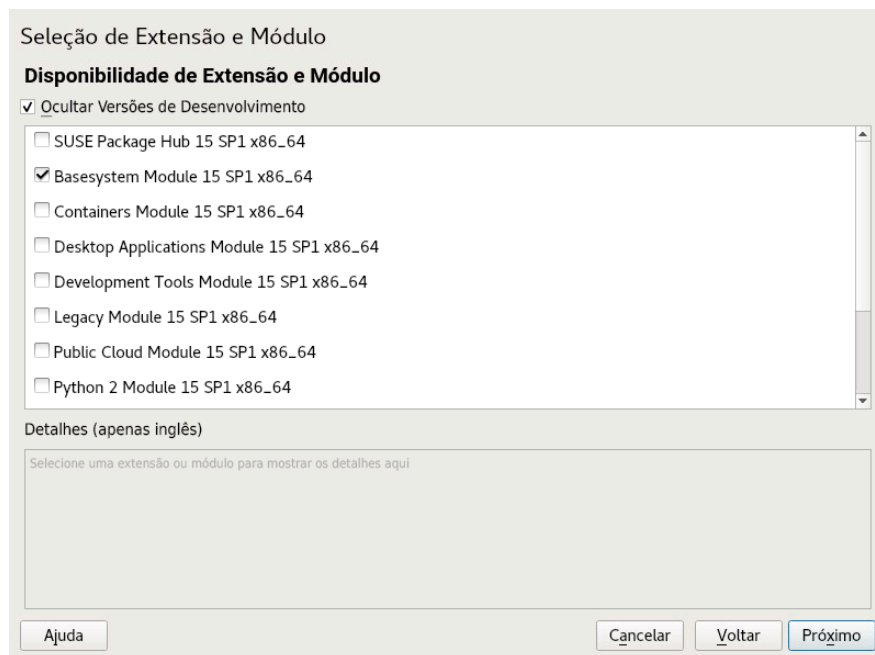 Seleção de Extensão e Módulo
Disponibilidade de Extensão e Módulo
Ocultar Versões de Desenvolvimento
SUSE Package Hub 15 SP1 x86_64
Basesystem Module 15 SP1 x86_64
Containers Module 15 SP1 x86_64
Desktop Applications Module 15 SP1 x86_64
Development Tools Module 15 SP1 x86_64
Legacy Module 15 SP1 x86_64
Public Cloud Module 15 SP1 x86_64
Python 2 Module 15 SP1 x86_64
Detalhes (apenas inglês)
Selecione uma extensão ou módulo para mostrar os detalhes aqui
Ajuda Cancelar Voltar Próximo